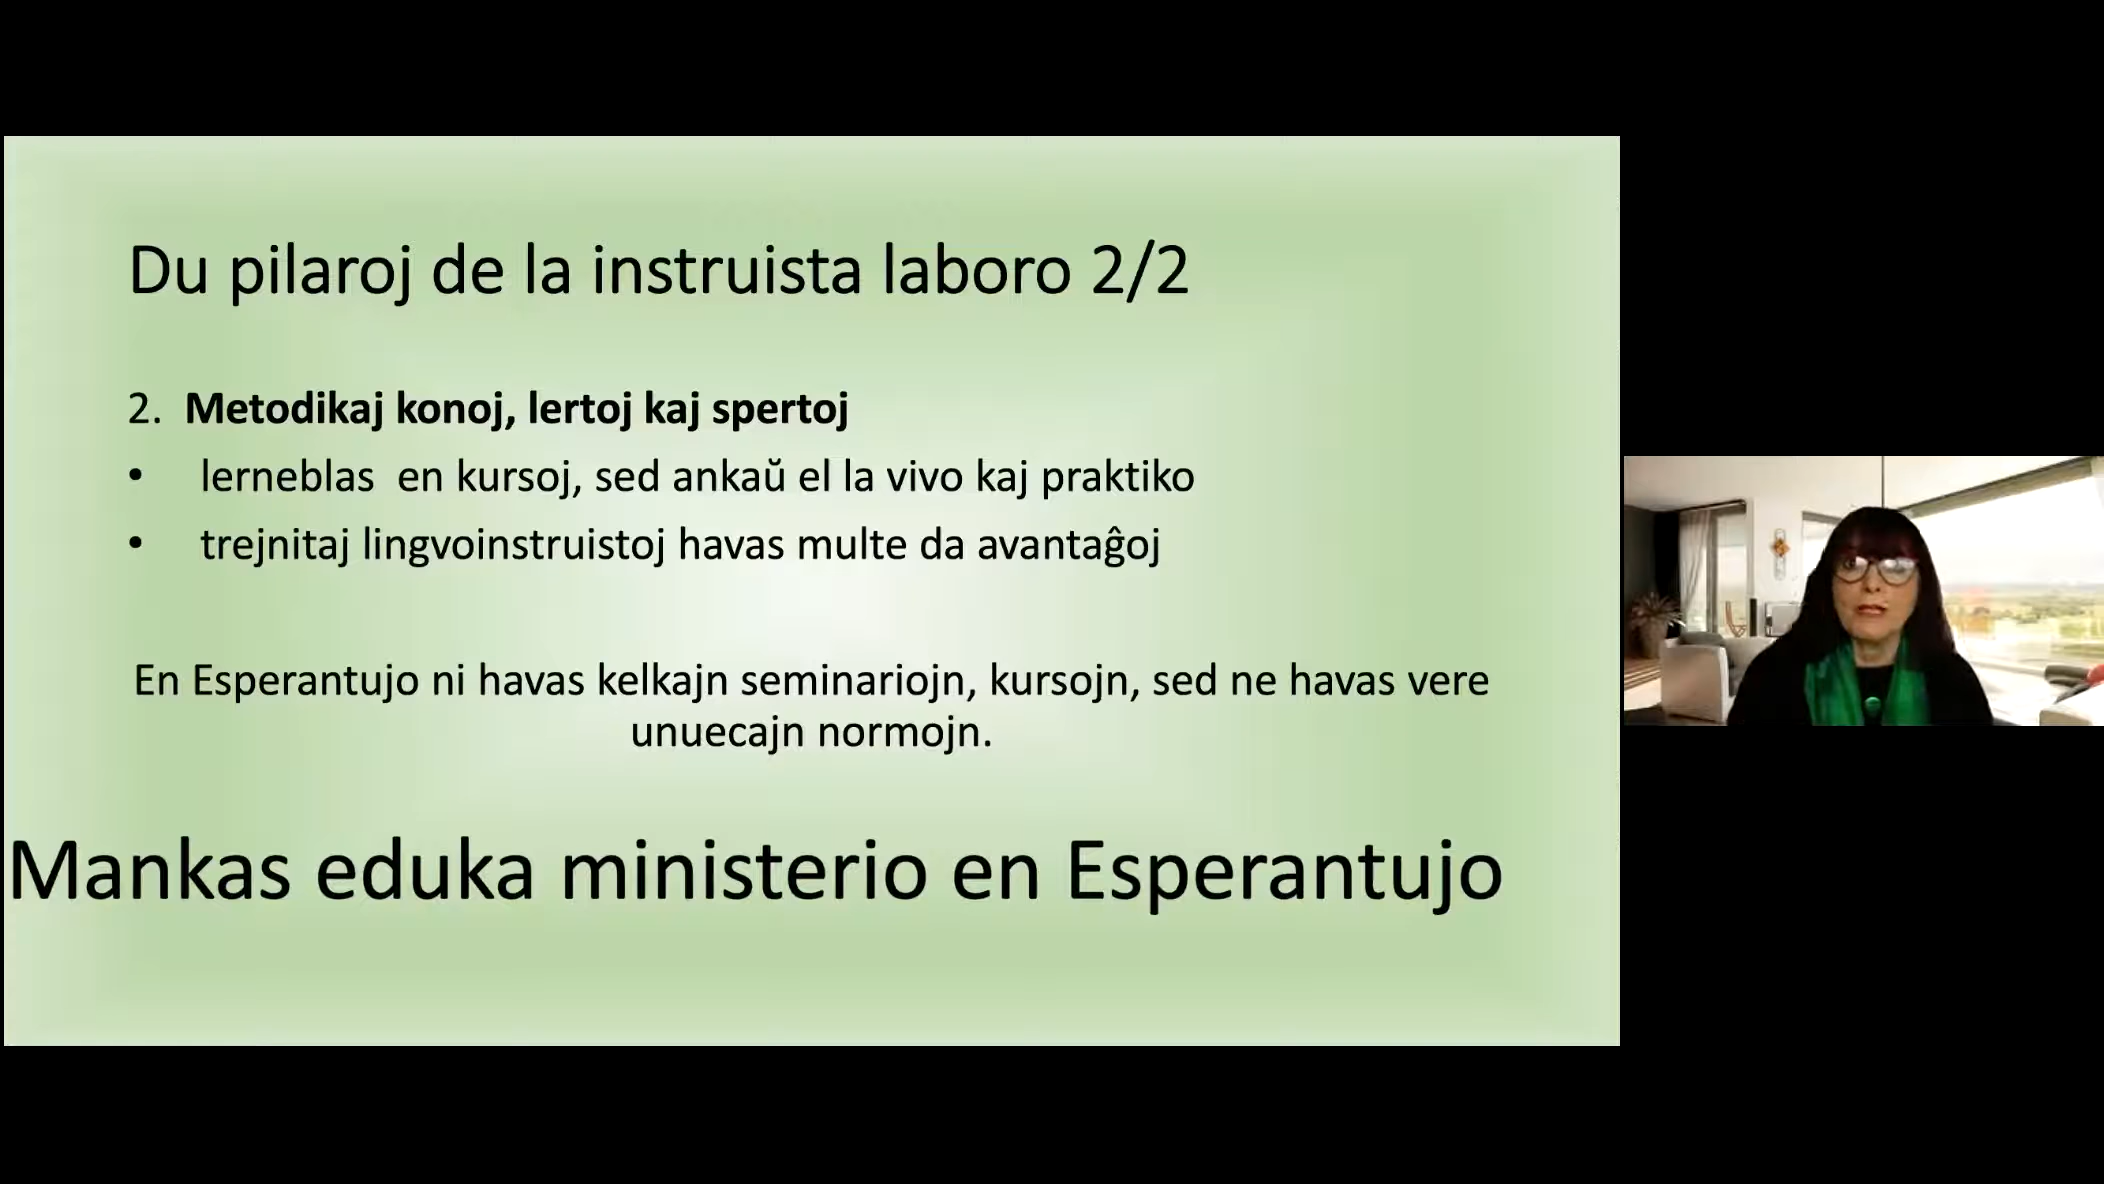 Du pilaroj de la instruista laboro 2/2
2. Metodikaj konoj, lertoj kaj spertoj
• lerneblas en kursoj, sed ankaŭ el la vivo kaj praktiko
• trejnitaj lingvoinstruistoj havas multe da avantaĝoj
En Esperantujo ni havas kelkajn seminariojn, kursojn, sed ne havas vere
unuecajn normojn.
Mankas eduka ministerio en Esperantujo